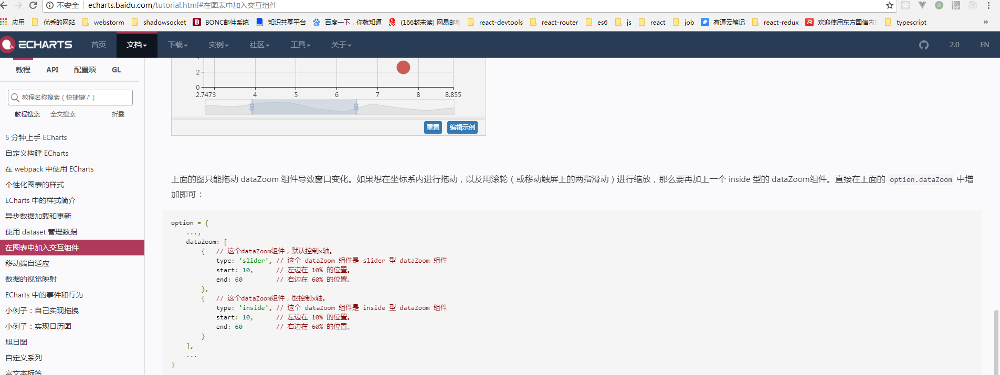 不安全 | echarts.baidu.com/tutorial.html#在图表中加入交互组件
应用 优秀的网站 webstorm shadowsocket BONC邮件系统 知识共享平台 百度一下，你就知道 (166封未读) 网易邮箱 react-devtools react-router es6 js react job 有道云笔记 react-redux 欢迎使用东方国信内 typescript »
ECHARTS 首页 文档 下载 实例 社区 工具 关于 2.0 EN
教程 API 配置项 GL
教程名称搜索（快捷键'/'）
教程搜索 全文搜索 折叠
5 分钟上手 ECharts
自定义构建 ECharts
在 webpack 中使用 ECharts
个性化图表的样式
ECharts 中的样式简介
异步数据加载和更新
使用 dataset 管理数据
在图表中加入交互组件
移动端自适应
数据的视觉映射
ECharts 中的事件和行为
小例子：自己实现拖拽
小例子：实现日历图
旭日图
自定义系列
富文本标签
4
2
0
2.7473 4 5 6 7 8 8.855
重置 编辑示例
上面的图只能拖动 dataZoom 组件导致窗口变化。如果想在坐标系内进行拖动，以及用滚轮（或移动触屏上的两指滑动）进行缩放，那么要再加上一个 inside 型的 dataZoom组件。直接在上面的 option.dataZoom 中增
加即可：
option = {
...,
dataZoom: [
{ // 这个dataZoom组件，默认控制x轴。
type: 'slider', // 这个 dataZoom 组件是 slider 型 dataZoom 组件
start: 10, // 左边在 10% 的位置。
end: 60 // 右边在 60% 的位置。
},
{ // 这个dataZoom组件，也控制x轴。
type: 'inside', // 这个 dataZoom 组件是 inside 型 dataZoom 组件
start: 10, // 左边在 10% 的位置。
end: 60 // 右边在 60% 的位置。
}
],
...
}